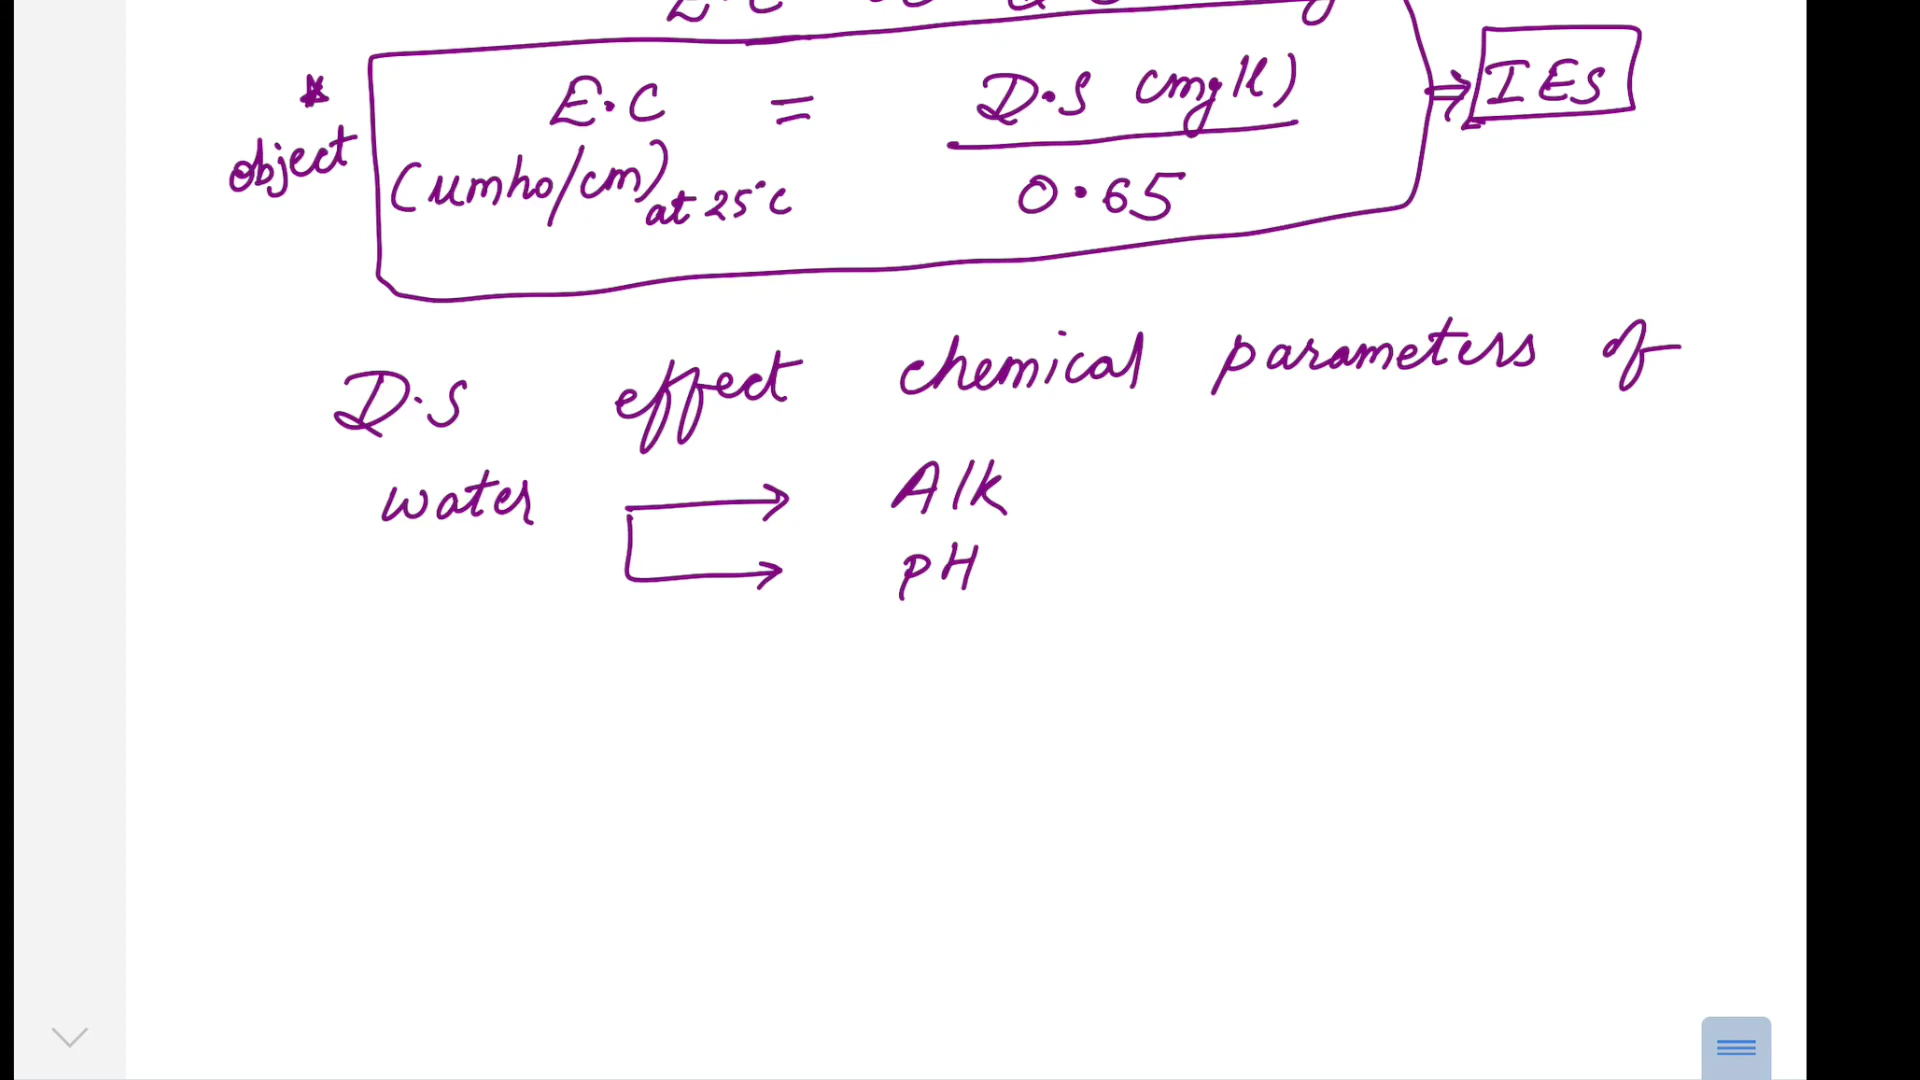 E.C = D.S (mg/l) ⇒ IES
* object (umho/cm) at 25°C 0.65
D.S effect chemical parameters of
water → Alk
→ pH